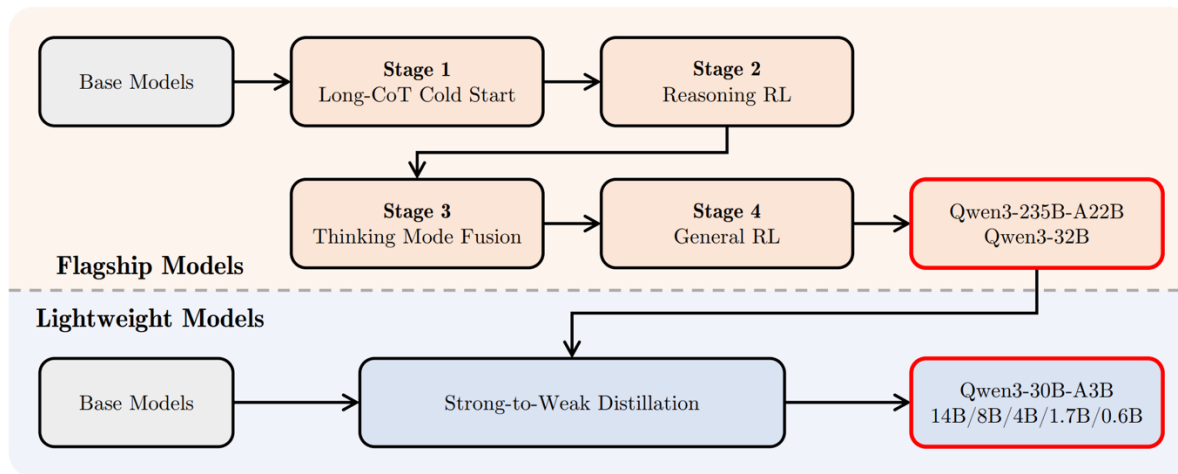 Base Models
Stage 1
Long-CoT Cold Start
Stage 2
Reasoning RL
Stage 3
Thinking Mode Fusion
Stage 4
General RL
Qwen3-235B-A22B
Qwen3-32B
Flagship Models
Lightweight Models
Base Models
Strong-to-Weak Distillation
Qwen3-30B-A3B
14B/8B/4B/1.7B/0.6B